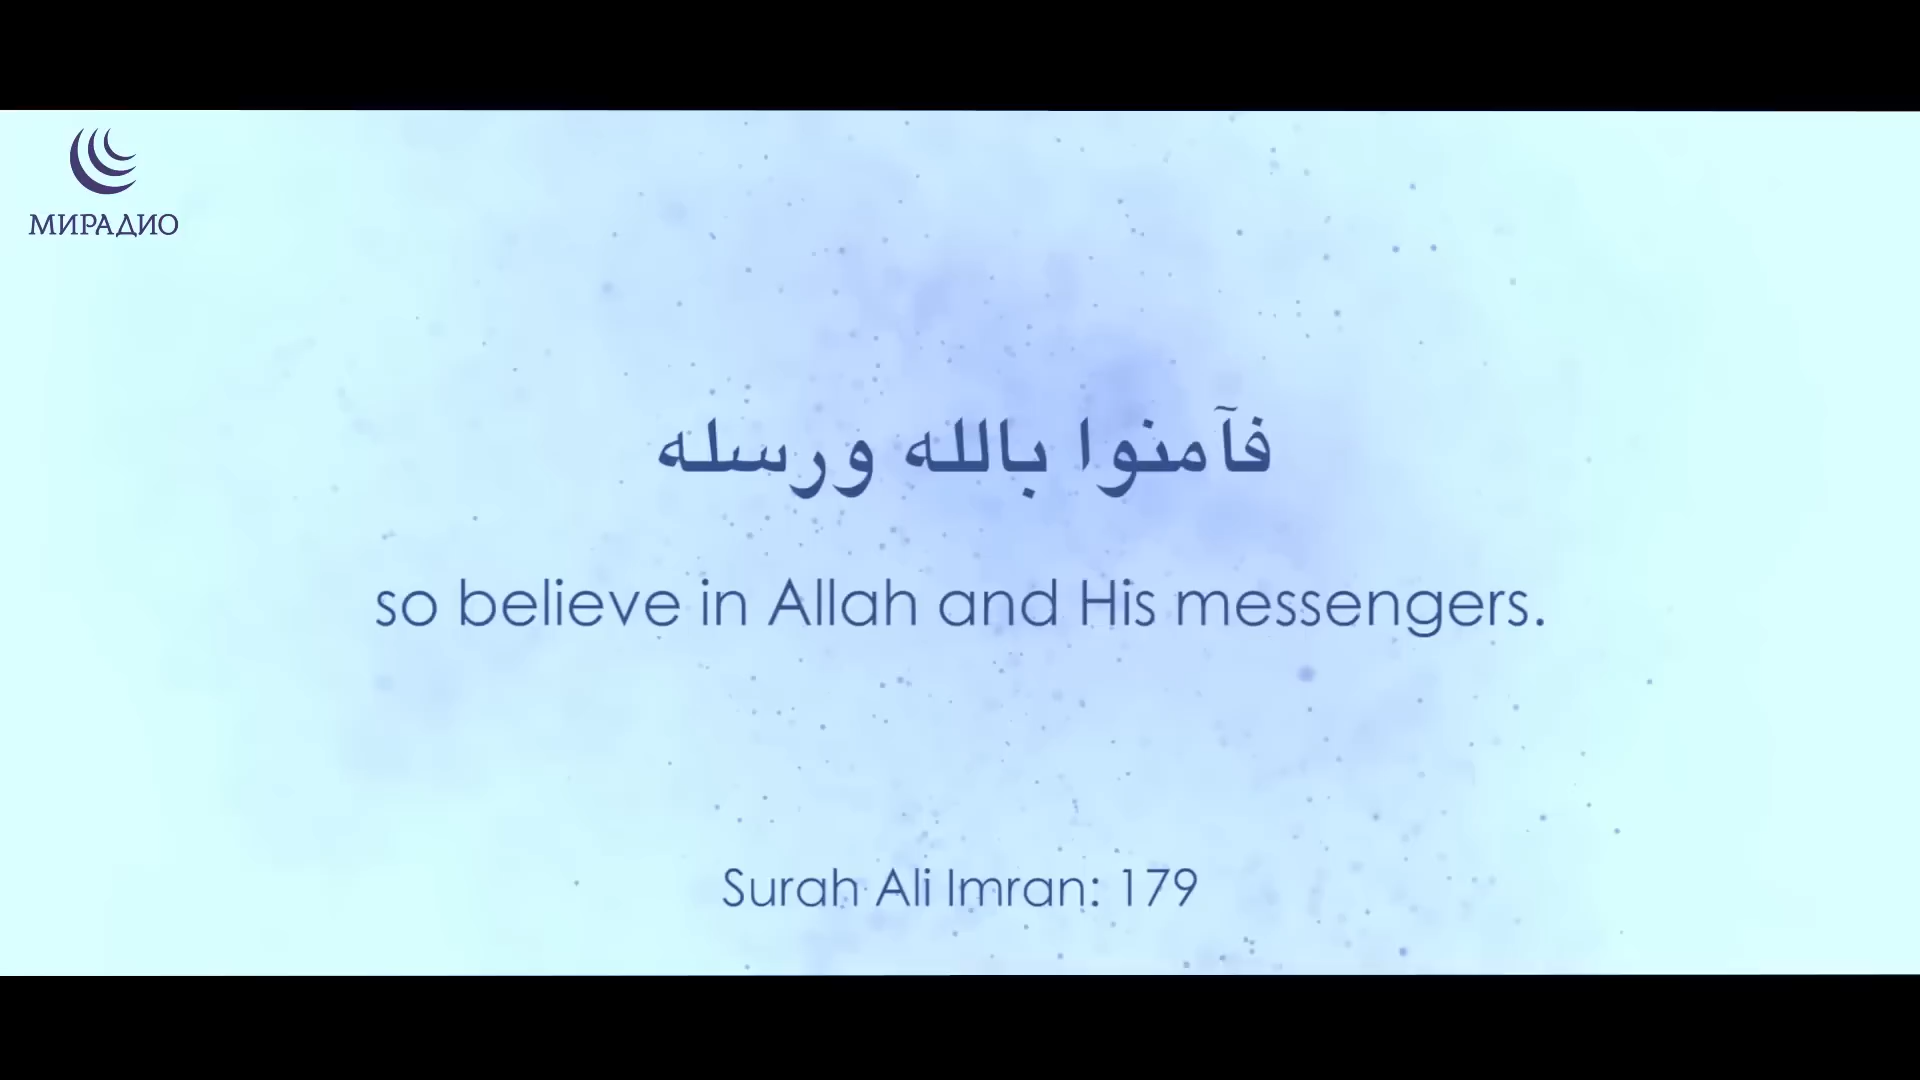 МИРАДИО
فآمنوا بالله ورسله
so believe in Allah and His messengers.
Surah Ali Imran: 179